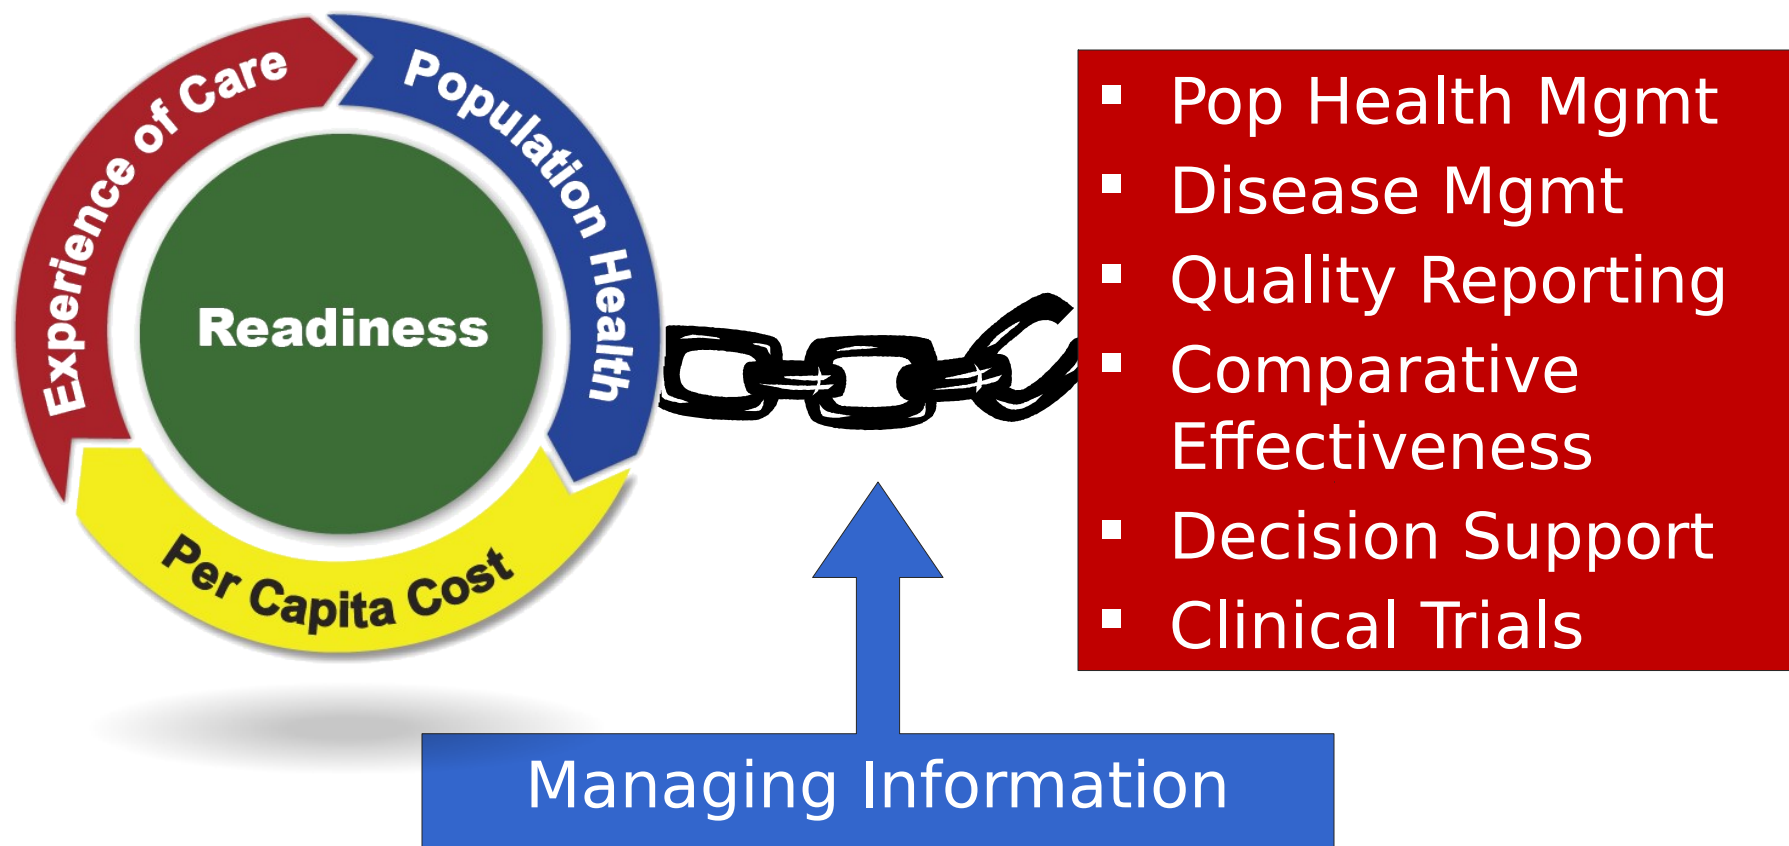 Experience of Care
Population Health
Readiness
Per Capita Cost
▪ Pop Health Mgmt
▪ Disease Mgmt
▪ Quality Reporting
▪ Comparative
Effectiveness
▪ Decision Support
▪ Clinical Trials
Managing Information